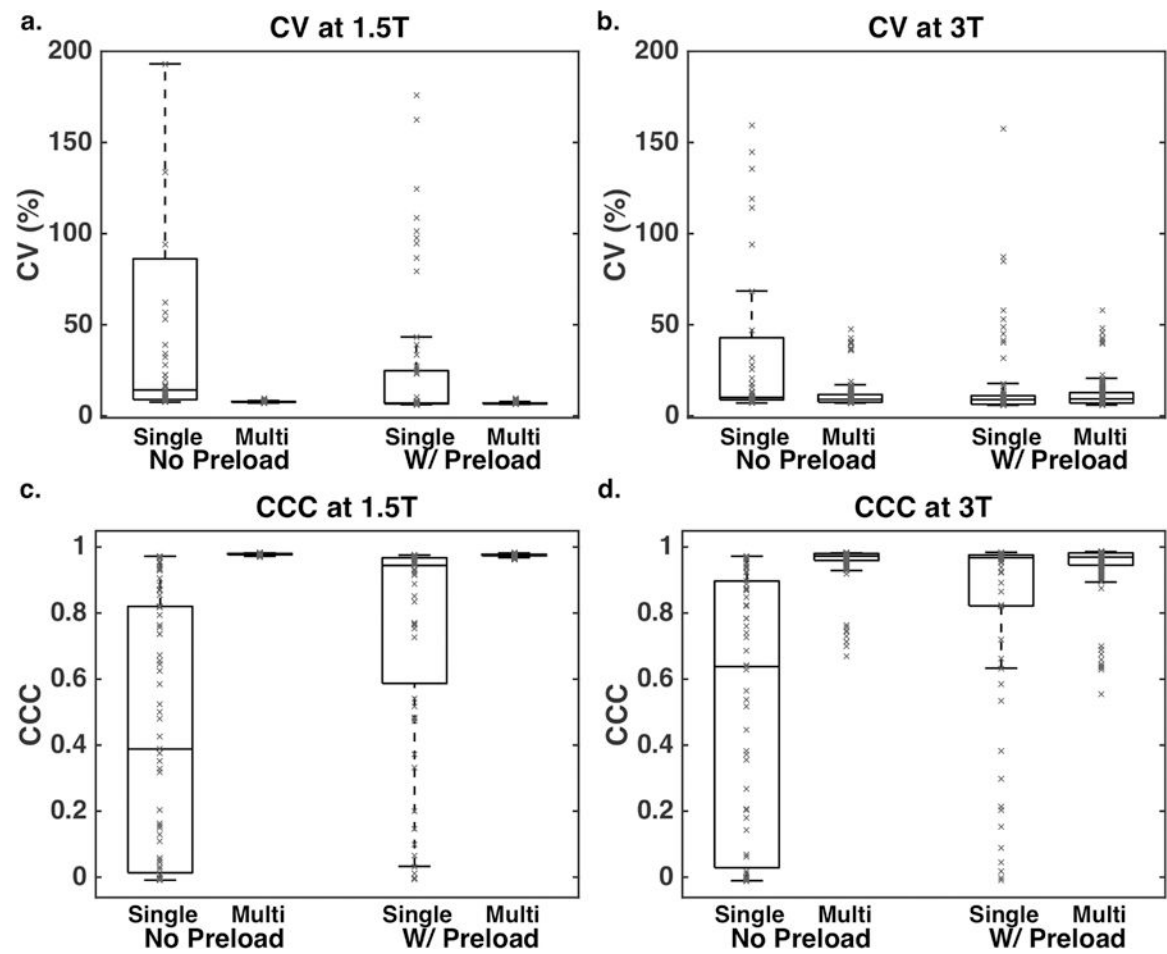 a. CV at 1.5T
200
150
100
50
0
CV (%)
Single Multi Single Multi
No Preload W/ Preload
b. CV at 3T
200
150
100
50
0
CV (%)
Single Multi Single Multi
No Preload W/ Preload
c. CCC at 1.5T
1
0.8
0.6
0.4
0.2
0
CCC
Single Multi Single Multi
No Preload W/ Preload
d. CCC at 3T
1
0.8
0.6
0.4
0.2
0
CCC
Single Multi Single Multi
No Preload W/ Preload